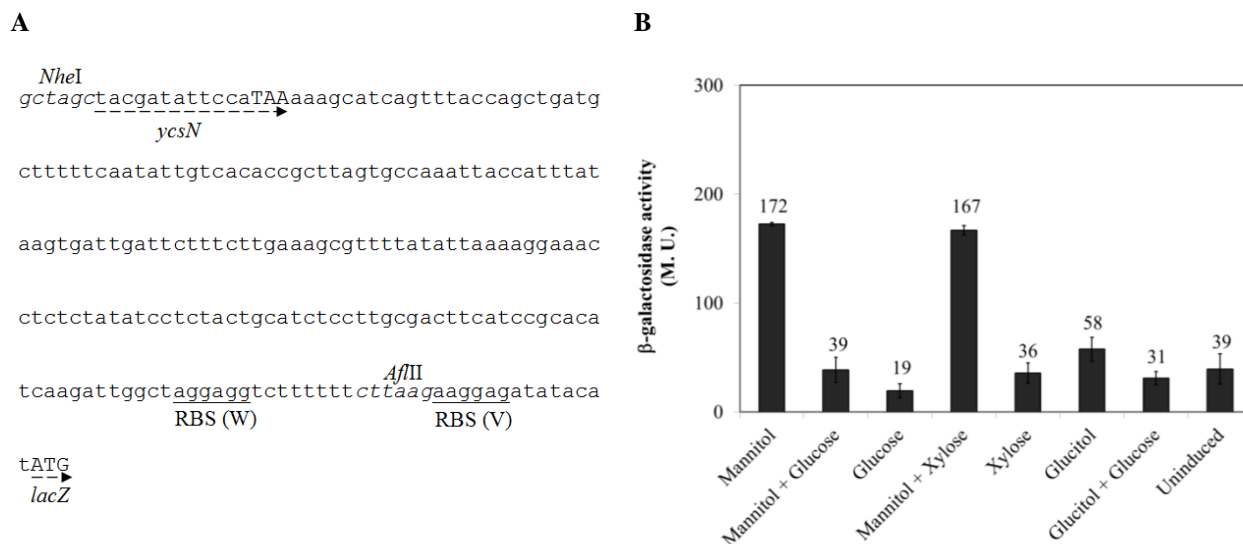 A
NheI
gctagctacgatattccaTAAaaagcatcagtttaccagctgatg
ycsN
ctttttcaatattgtcacaccgcttagtgccaaattaccatttat
aagtgattgattctttcttgaaagcgttttatattaaaaggaaac
ctctctatatcctctactgcatctccttgcgacttcatccgcaca
AflII
tcaagattggctaggaggtcttttttcttaagaaggagatataca
RBS (W) RBS (V)
tATG
lacZ
B
β-galactosidase activity
(M. U.)
300
200
100
0
172
39
19
167
36
58
31
39
Mannitol
Mannitol + Glucose
Glucose
Mannitol + Xylose
Xylose
Glucitol
Glucitol + Glucose
Uninduced